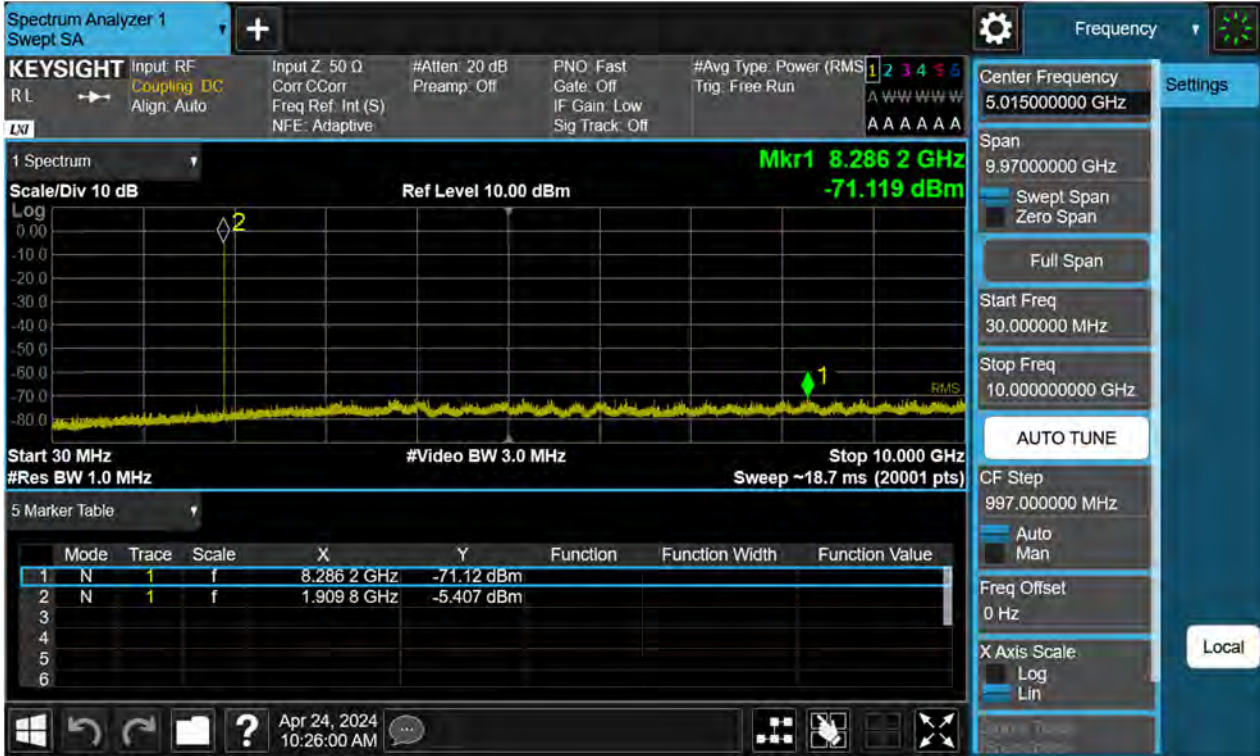 Spectrum Analyzer 1
Swept SA
+
Frequency
KEYSIGHT
R L
LXI
Input: RF
Coupling: DC
Align: Auto
Input Z: 50 Ω
Corr CCorr
Freq Ref: Int (S)
NFE: Adaptive
#Atten: 20 dB
Preamp: Off
PNO: Fast
Gate: Off
IF Gain: Low
Sig Track: Off
#Avg Type: Power (RMS
Trig: Free Run
1 2 3 4 5 6
A W W W W W
A A A A A A
Center Frequency
5.015000000 GHz
Settings
1 Spectrum
Scale/Div 10 dB
Ref Level 10.00 dBm
Mkr1 8.286 2 GHz
-71.119 dBm
Log
0.00
-10.0
-20.0
-30.0
-40.0
-50.0
-60.0
-70.0
-80.0
2
1
RMS
Start 30 MHz
#Video BW 3.0 MHz
Stop 10.000 GHz
#Res BW 1.0 MHz
Sweep ~18.7 ms (20001 pts)
Span
9.97000000 GHz
Swept Span
Zero Span
Full Span
Start Freq
30.000000 MHz
Stop Freq
10.000000000 GHz
AUTO TUNE
CF Step
997.000000 MHz
Auto
Man
Freq Offset
0 Hz
X Axis Scale
Log
Lin
Local
5 Marker Table
Mode Trace Scale X Y Function Function Width Function Value
1 N 1 f 8.286 2 GHz -71.12 dBm
2 N 1 f 1.909 8 GHz -5.407 dBm
3
4
5
6
?
Apr 24, 2024
10:26:00 AM